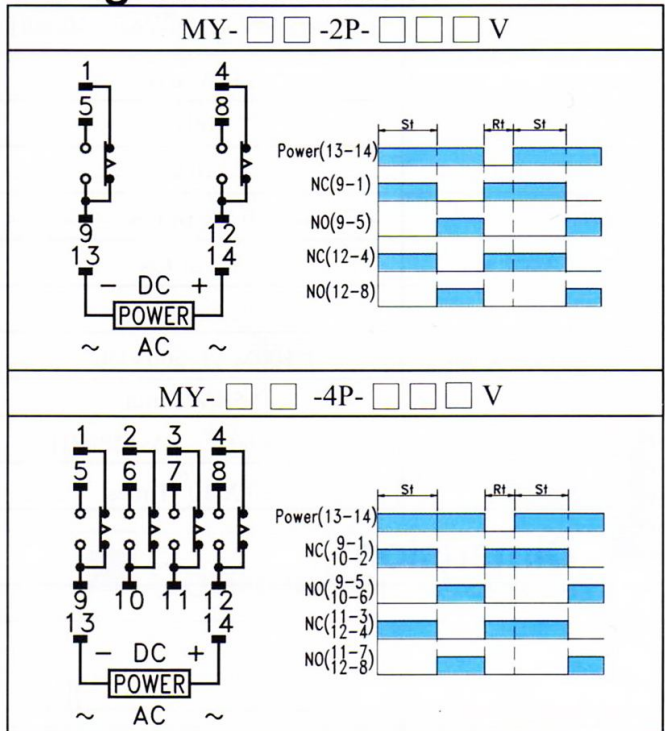 MY- □ □ -2P- □ □ □ V
1 4
5 8
9 12
13 14
- DC +
POWER
~ AC ~
St Rt St
Power(13-14)
NC(9-1)
NO(9-5)
NC(12-4)
NO(12-8)
MY- □ □ -4P- □ □ □ V
1 2 3 4
5 6 7 8
9 10 11 12
13 14
- DC +
POWER
~ AC ~
St Rt St
Power(13-14)
NC(9-1
10-2)
NO(9-5
10-6)
NC(11-3
12-4)
NO(11-7
12-8)